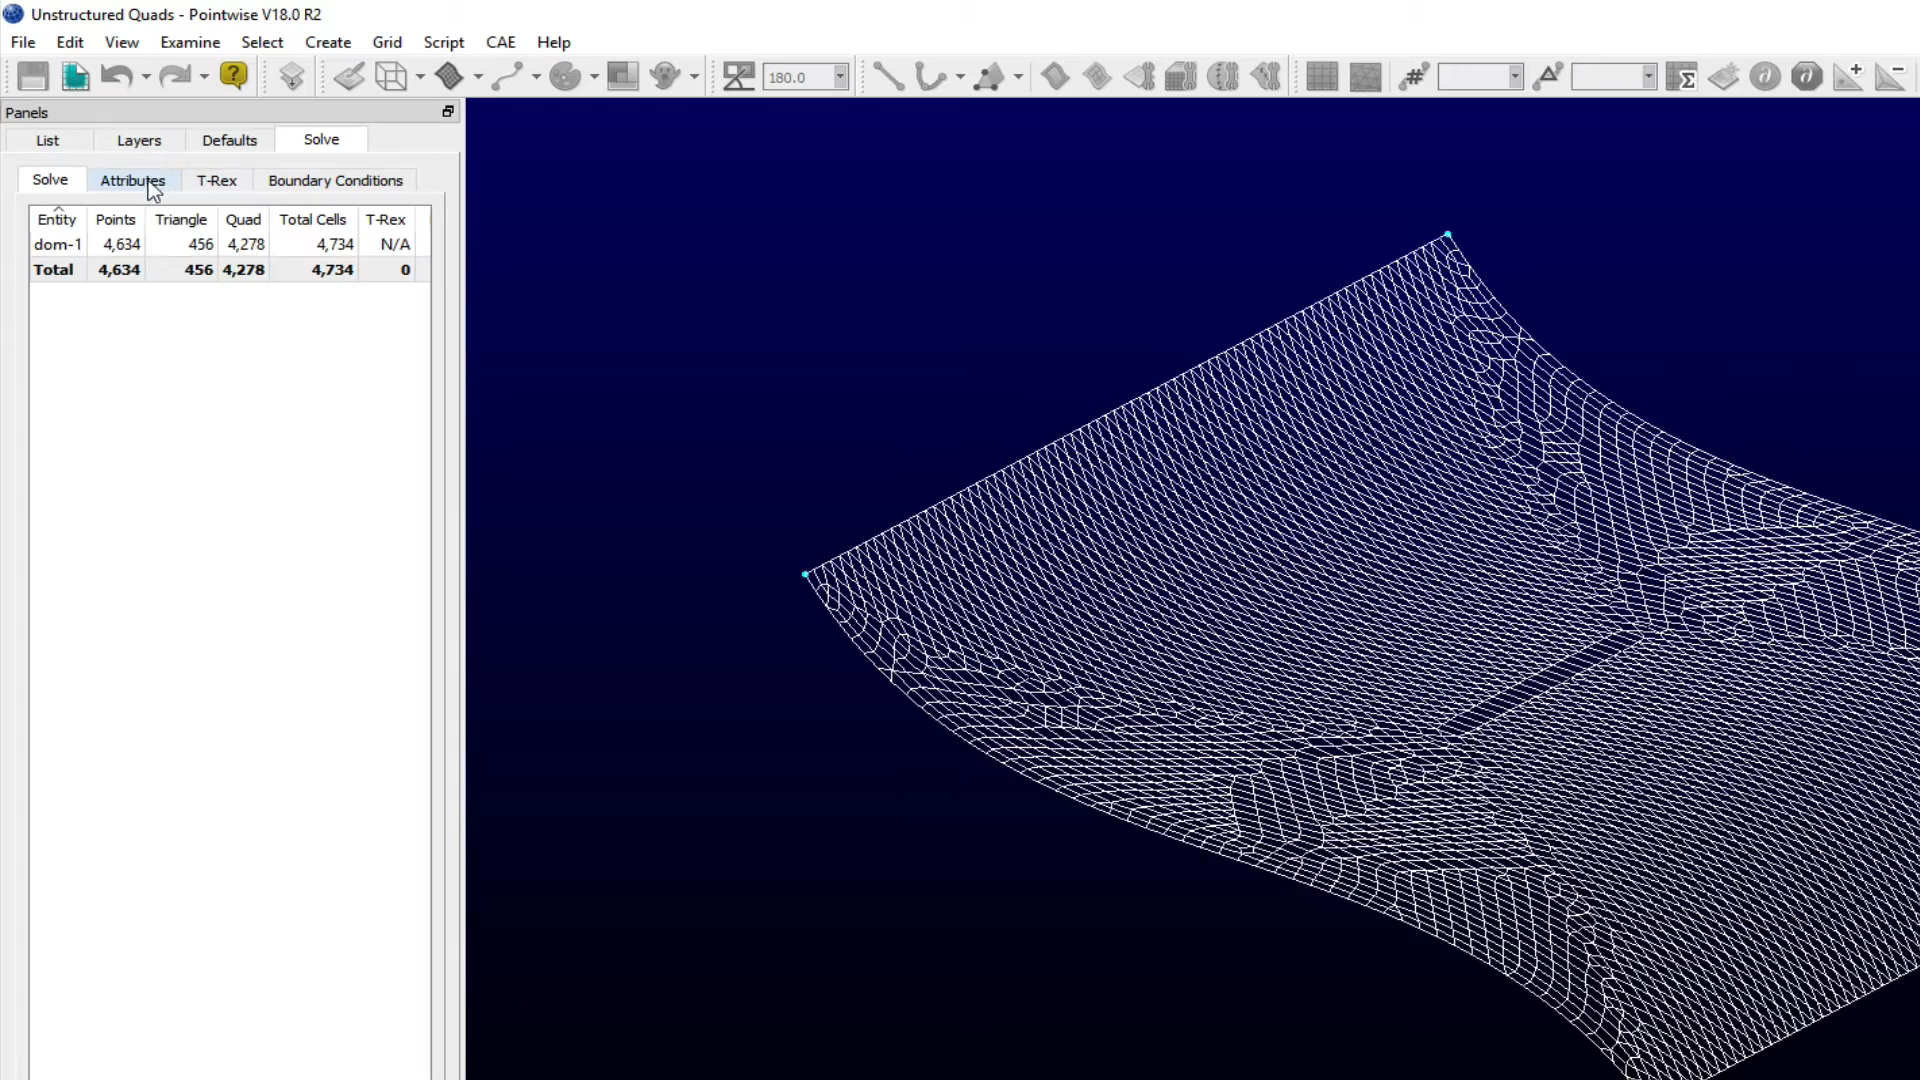 Unstructured Quads - Pointwise V18.0 R2
File Edit View Examine Select Create Grid Script CAE Help
180.0
Panels
List Layers Defaults Solve
Solve Attributes T-Rex Boundary Conditions
Entity Points Triangle Quad Total Cells T-Rex
dom-1 4,634 456 4,278 4,734 N/A
Total 4,634 456 4,278 4,734 0